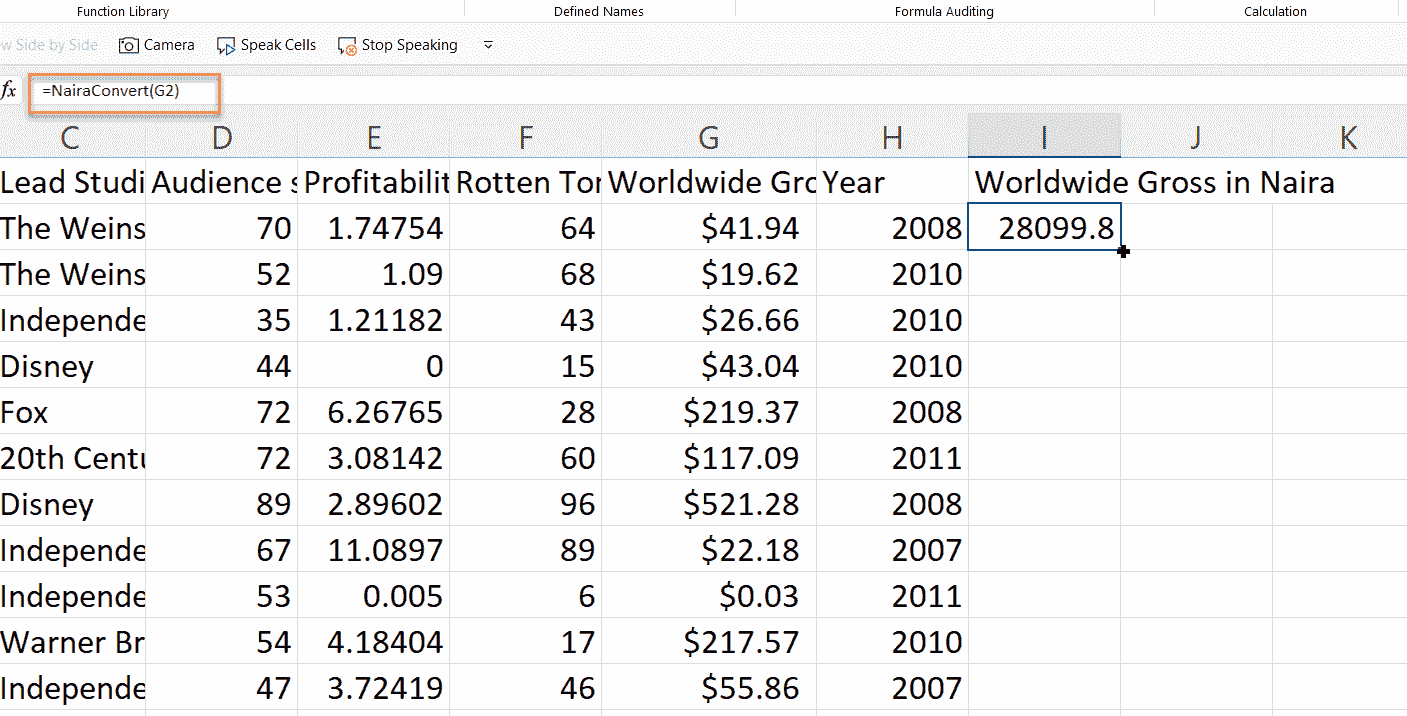 Function Library Defined Names Formula Auditing Calculation
w Side by Side Camera Speak Cells Stop Speaking
fx =NairaConvert(G2)
C D E F G H I J K
Lead Studi Audience s Profitabilit Rotten Tor Worldwide Gro Year Worldwide Gross in Naira
The Weins 70 1.74754 64 $41.94 2008 28099.8
The Weins 52 1.09 68 $19.62 2010
Independe 35 1.21182 43 $26.66 2010
Disney 44 0 15 $43.04 2010
Fox 72 6.26765 28 $219.37 2008
20th Centu 72 3.08142 60 $117.09 2011
Disney 89 2.89602 96 $521.28 2008
Independe 67 11.0897 89 $22.18 2007
Independe 53 0.005 6 $0.03 2011
Warner Br 54 4.18404 17 $217.57 2010
Independe 47 3.72419 46 $55.86 2007